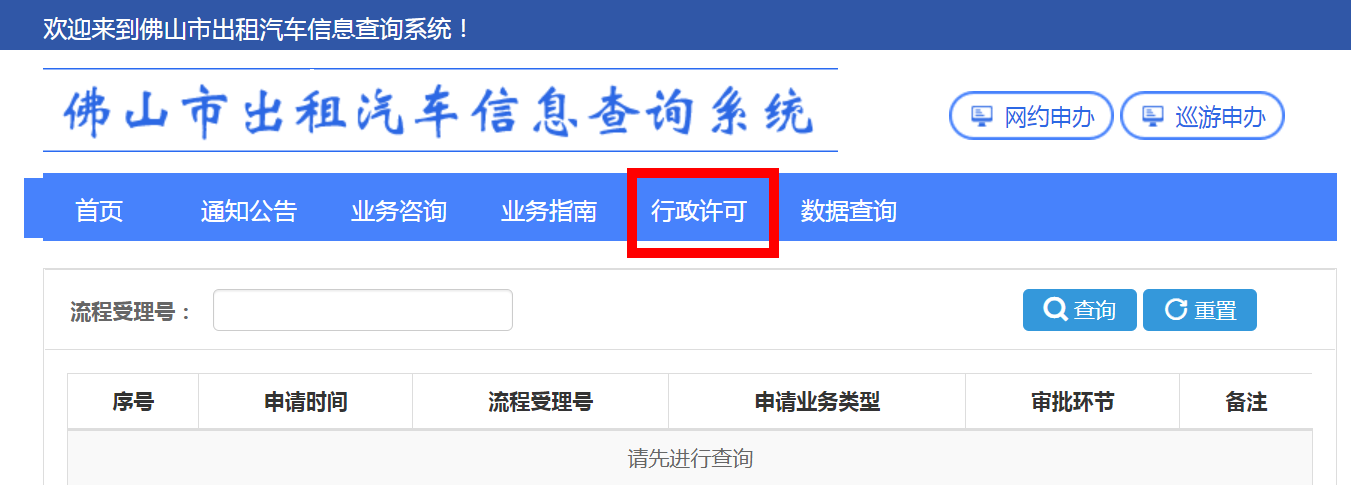 欢迎来到佛山市出租汽车信息查询系统！
佛山市出租汽车信息查询系统
网约申办 巡游申办
首页 通知公告 业务咨询 业务指南 行政许可 数据查询
流程受理号： 查询 重置
序号 申请时间 流程受理号 申请业务类型 审批环节 备注
请先进行查询